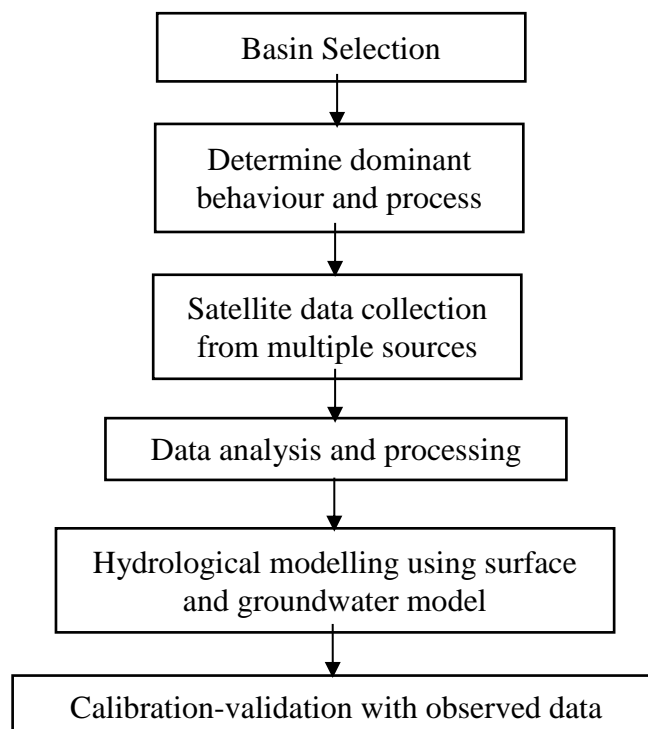 Basin Selection
Determine dominant
behaviour and process
Satellite data collection
from multiple sources
Data analysis and processing
Hydrological modelling using surface
and groundwater model
Calibration-validation with observed data